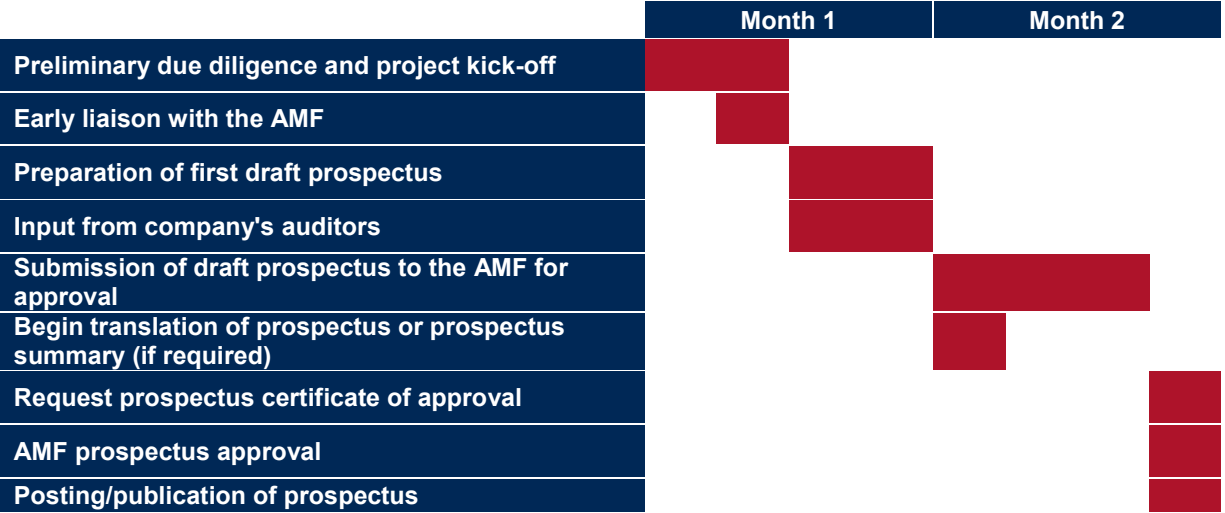 Month 1
Month 2
Preliminary due diligence and project kick-off
Early liaison with the AMF
Preparation of first draft prospectus
Input from company's auditors
Submission of draft prospectus to the AMF for
approval
Begin translation of prospectus or prospectus
summary (if required)
Request prospectus certificate of approval
AMF prospectus approval
Posting/publication of prospectus